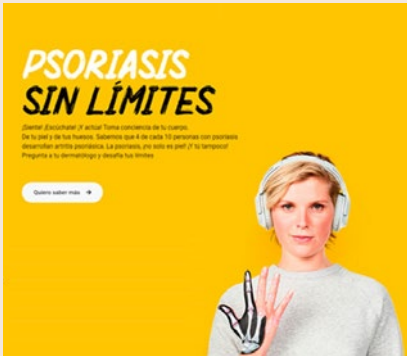 PSORIASIS
SIN LÍMITES
¡Siente! ¡Escúchate! ¡Y actúa! Toma conciencia de tu cuerpo.
De tu piel y de tus huesos. Sabemos que 4 de cada 10 personas con psoriasis
desarrollan artritis psoriásica. La psoriasis, ¡no solo es piel! ¡Y tú tampoco!
Pregunta a tu dermatólogo y desafía tus límites
Quiero saber más